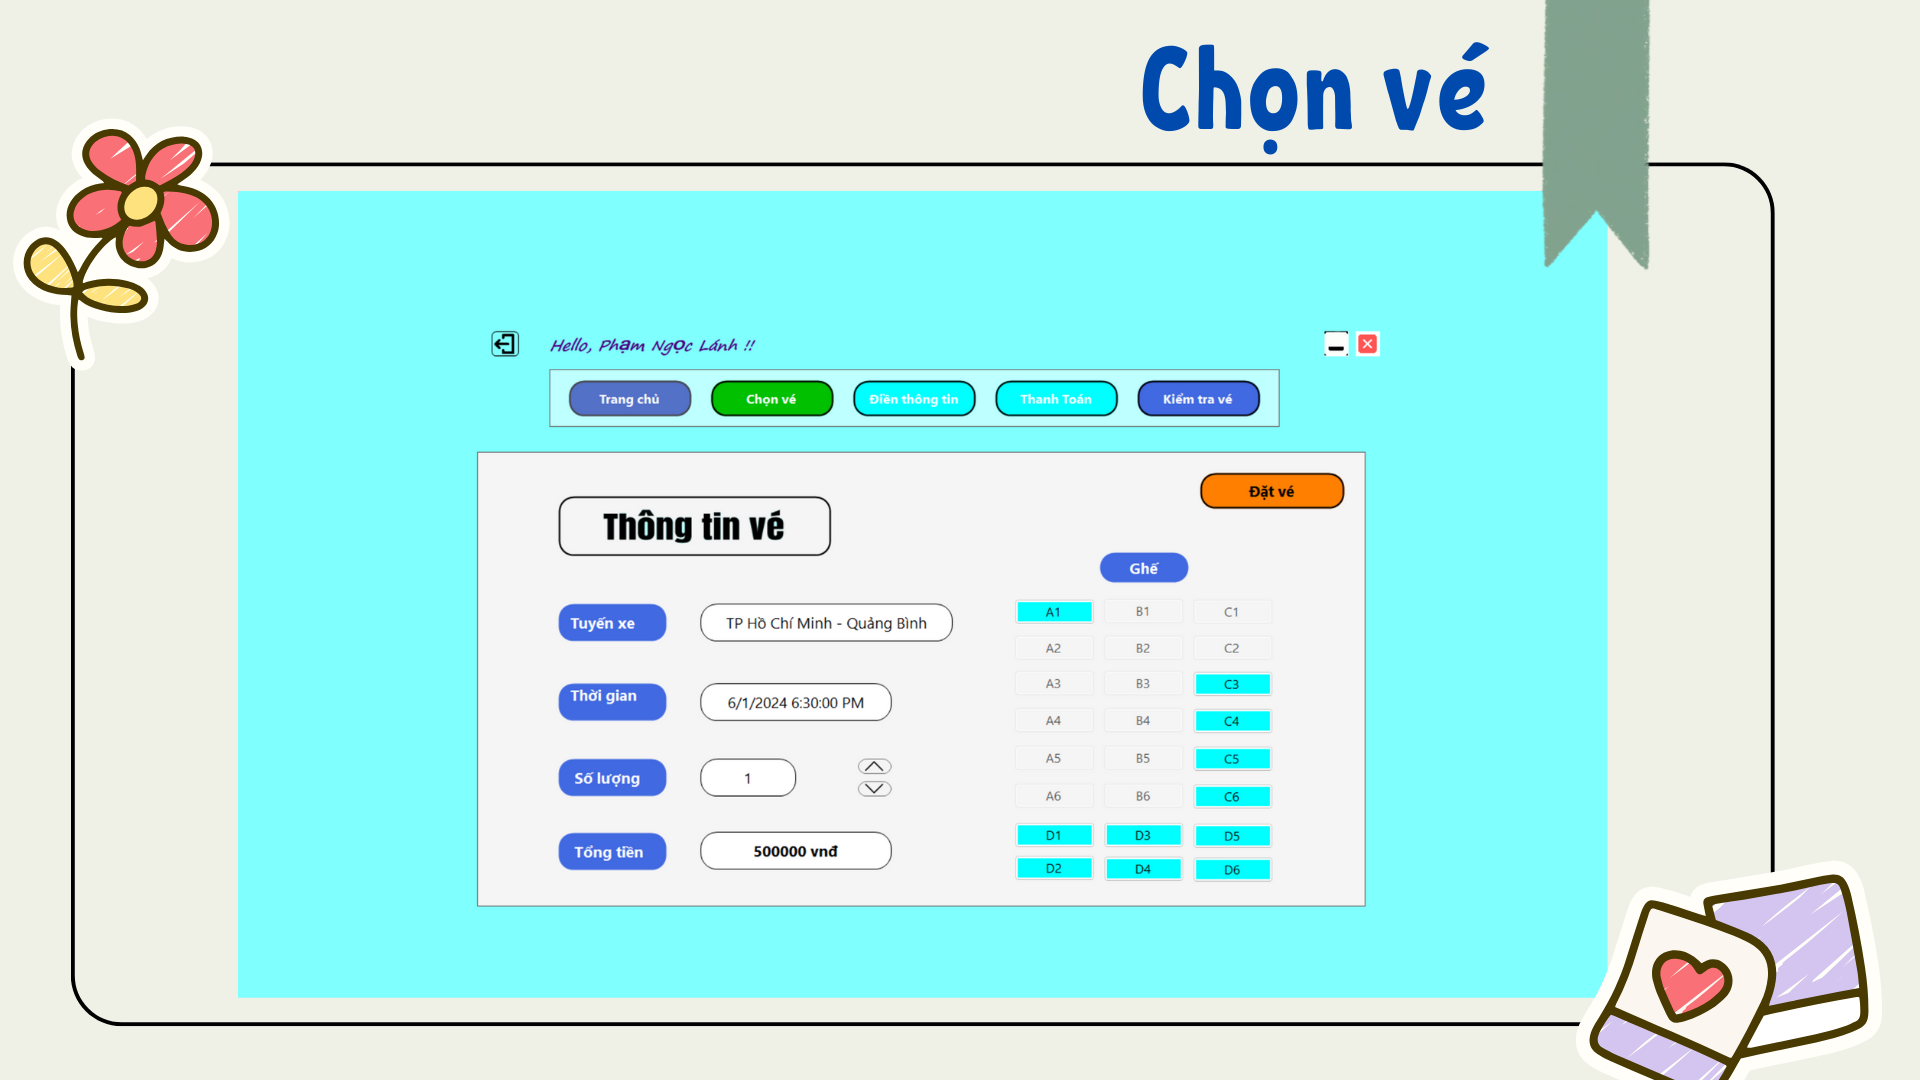 Chọn vé
Hello, Phạm Ngọc Lánh !!
Trang chủ Chọn vé Điền thông tin Thanh Toán Kiểm tra vé
Đặt vé
Thông tin vé
Ghế
Tuyến xe TP Hồ Chí Minh - Quảng Bình
Thời gian 6/1/2024 6:30:00 PM
Số lượng 1
Tổng tiền 500000 vnđ
A1 B1 C1
A2 B2 C2
A3 B3 C3
A4 B4 C4
A5 B5 C5
A6 B6 C6
D1 D3 D5
D2 D4 D6